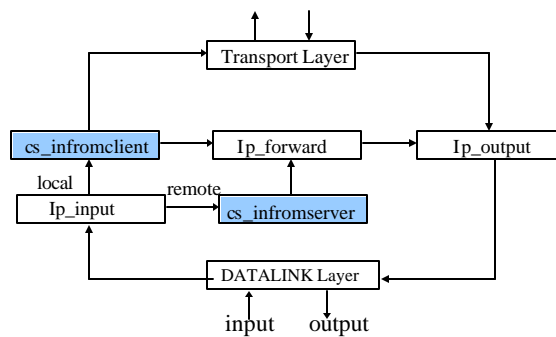 Transport Layer
cs_infromclient
Ip_forward
Ip_output
local
remote
Ip_input
cs_infromserver
DATALINK Layer
input
output